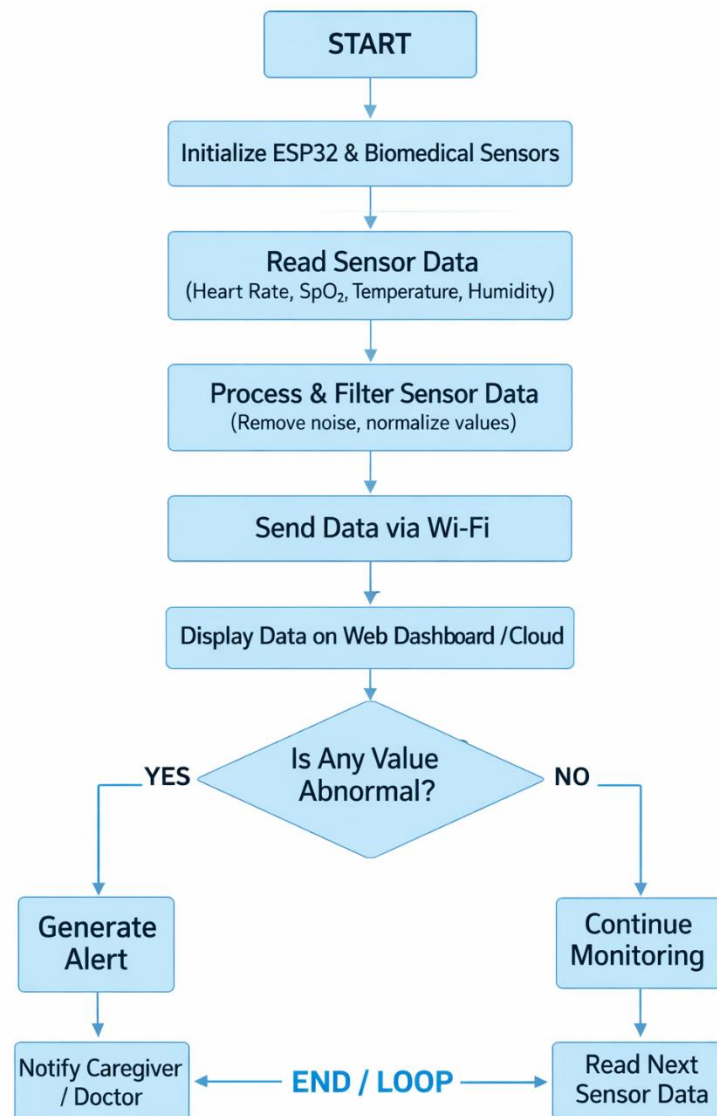 START
Initialize ESP32 & Biomedical Sensors
Read Sensor Data
(Heart Rate, SpO₂, Temperature, Humidity)
Process & Filter Sensor Data
(Remove noise, normalize values)
Send Data via Wi-Fi
Display Data on Web Dashboard /Cloud
Is Any Value
Abnormal?
YES
NO
Generate
Alert
Continue
Monitoring
Notify Caregiver
/ Doctor
END / LOOP
Read Next
Sensor Data